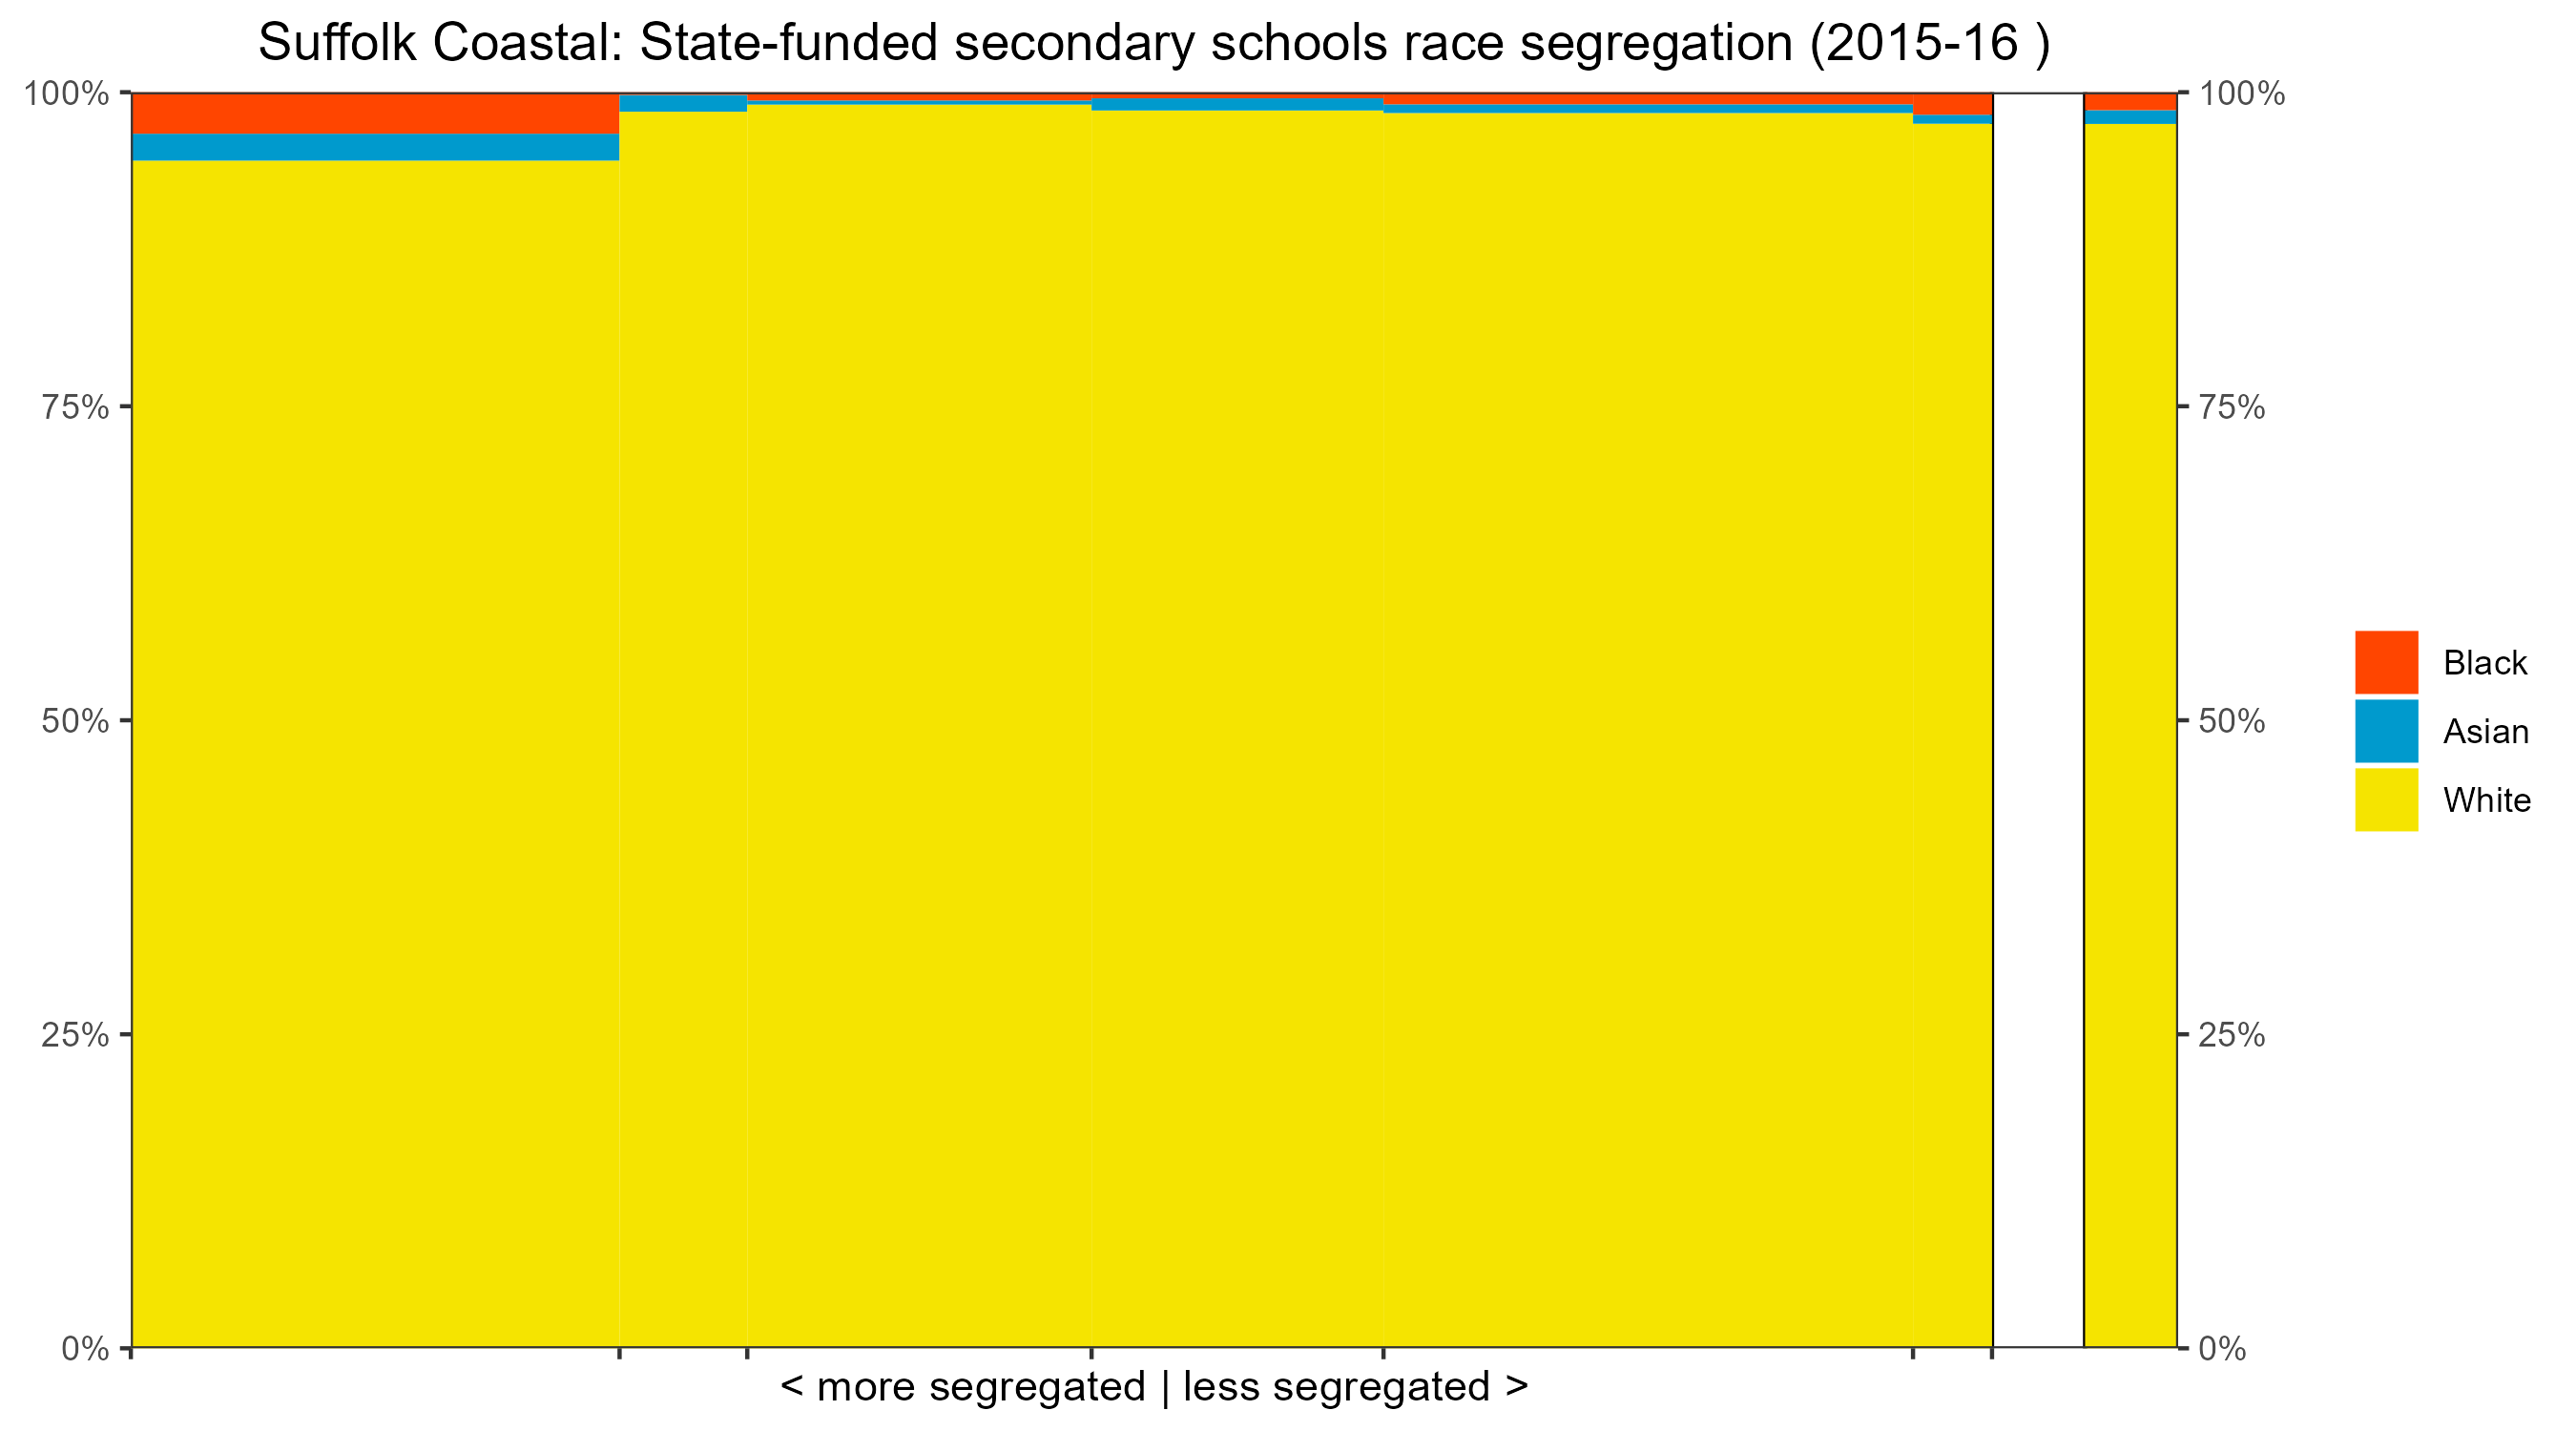 Suffolk Coastal: State-funded secondary schools race segregation (2015-16 )
100%
75%
50%
25%
0%
100%
75%
50%
25%
0%
< more segregated | less segregated >
Black
Asian
White